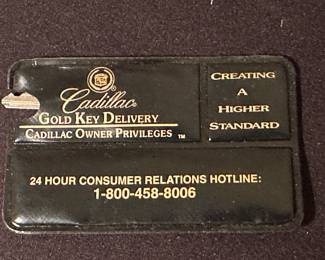 Cadillac®
GOLD KEY DELIVERY
CADILLAC OWNER PRIVILEGES ™
CREATING
A
HIGHER
STANDARD
24 HOUR CONSUMER RELATIONS HOTLINE:
1-800-458-8006